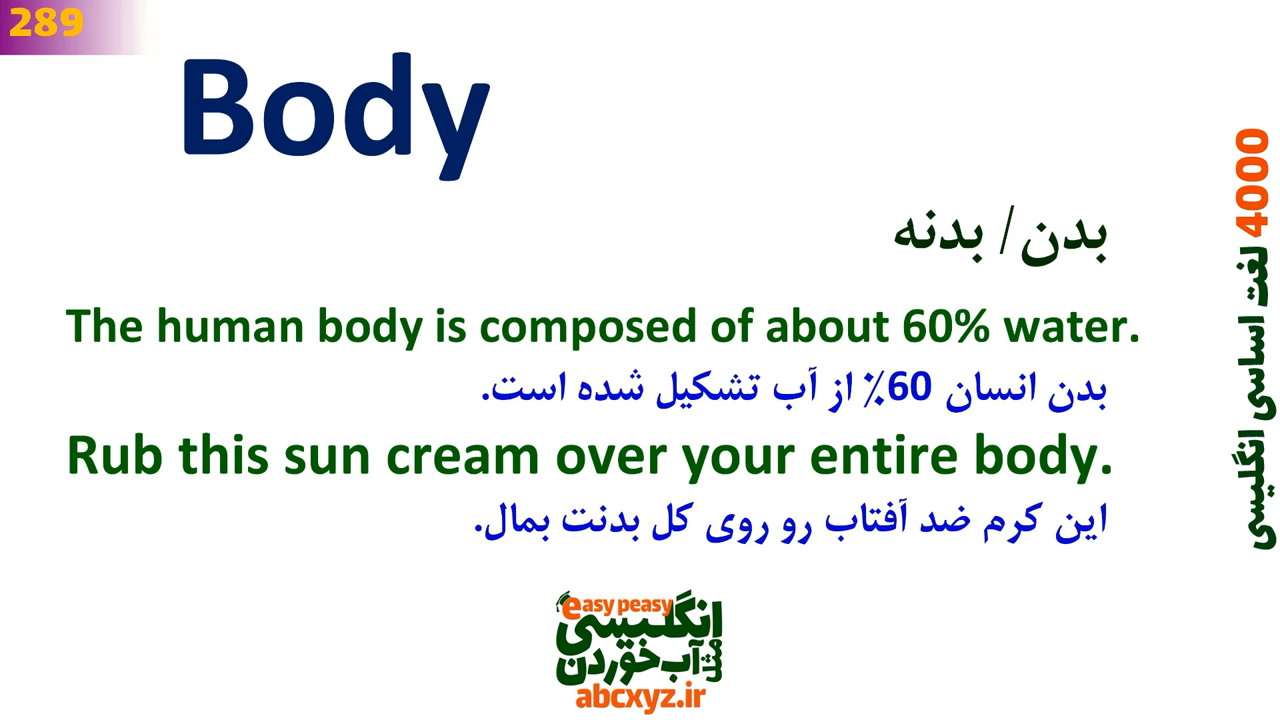 289
Body
بدن/ بدنه
The human body is composed of about 60% water.
بدن انسان 60٪ از آب تشکیل شده است.
Rub this sun cream over your entire body.
این کرم ضد آفتاب رو روی کل بدنت بمال.
4000 لغت اساسی انگلیسی
easy peasy
انگلیسی
مثل آب خوردن
abcxyz.ir